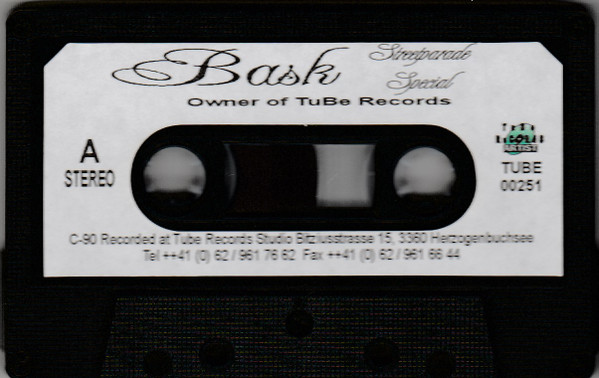 Bask
Streetparade
Special
Owner of TuBe Records
A
STEREO
ARTIST
TUBE
00251
C-90 Recorded at Tube Records Studio Bitziusstrasse 15, 3360 Herzogenbuchsee
Tel ++41 (0) 62 / 961 76 62 Fax ++41 (0) 62 / 961 66 44